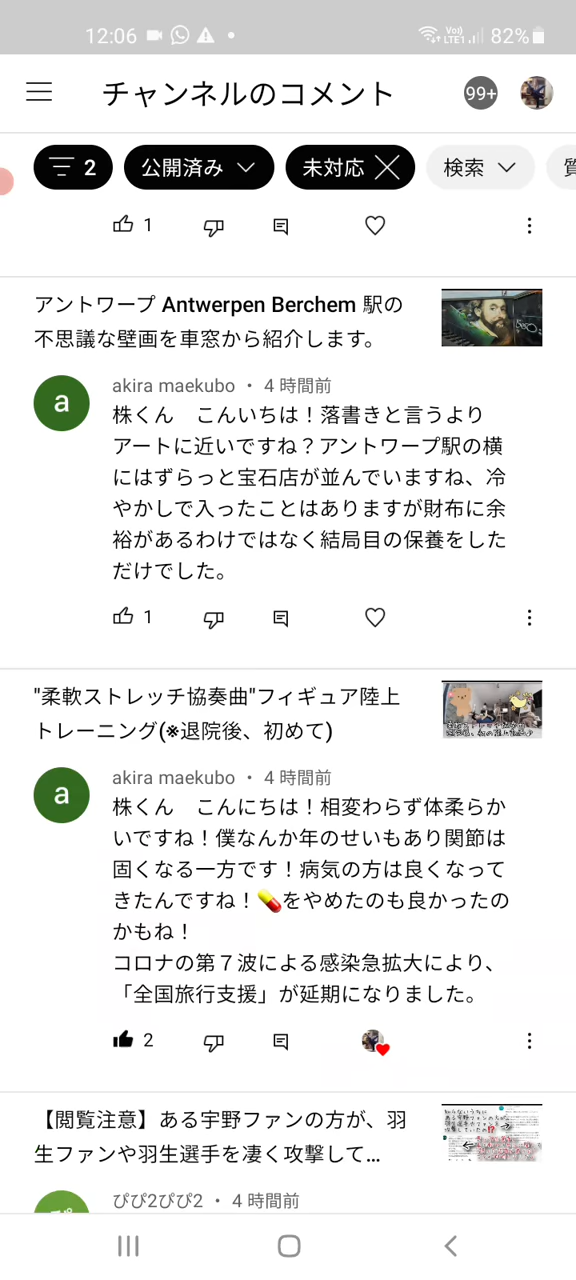 12:06
Vo)) LTE1 82%
チャンネルのコメント
99+
2 公開済み 未対応 検索
1
アントワープ Antwerpen Berchem 駅の
不思議な壁画を車窓から紹介します。
a
akira maekubo ・ 4 時間前
株くん　こんいちは！落書きと言うより
アートに近いですね？アントワープ駅の横
にはずらっと宝石店が並んでいますね、冷
やかしで入ったことはありますが財布に余
裕があるわけではなく結局目の保養をした
だけでした。
1
"柔軟ストレッチ協奏曲"フィギュア陸上
トレーニング(※退院後、初めて)
a
akira maekubo ・ 4 時間前
株くん　こんにちは！相変わらず体柔らか
いですね！僕なんか年のせいもあり関節は
固くなる一方です！病気の方は良くなって
きたんですね！💊をやめたのも良かったの
かもね！
コロナの第７波による感染急拡大により、
「全国旅行支援」が延期になりました。
2
【閲覧注意】ある宇野ファンの方が、羽
生ファンや羽生選手を凄く攻撃して...
ぴぴ2ぴぴ2 ・ 4 時間前